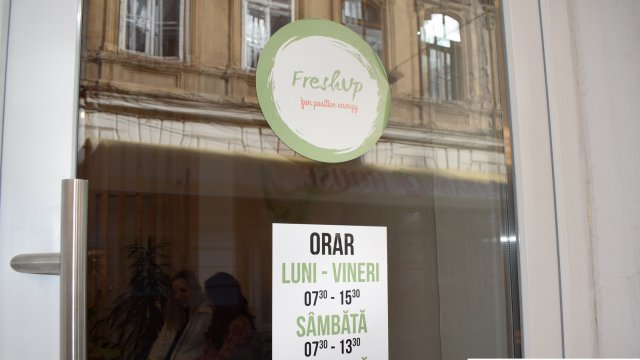 FreshUp
for positive energy
ORAR
LUNI - VINERI
07³⁰ - 15³⁰
SÂMBĂTĂ
07³⁰ - 13³⁰